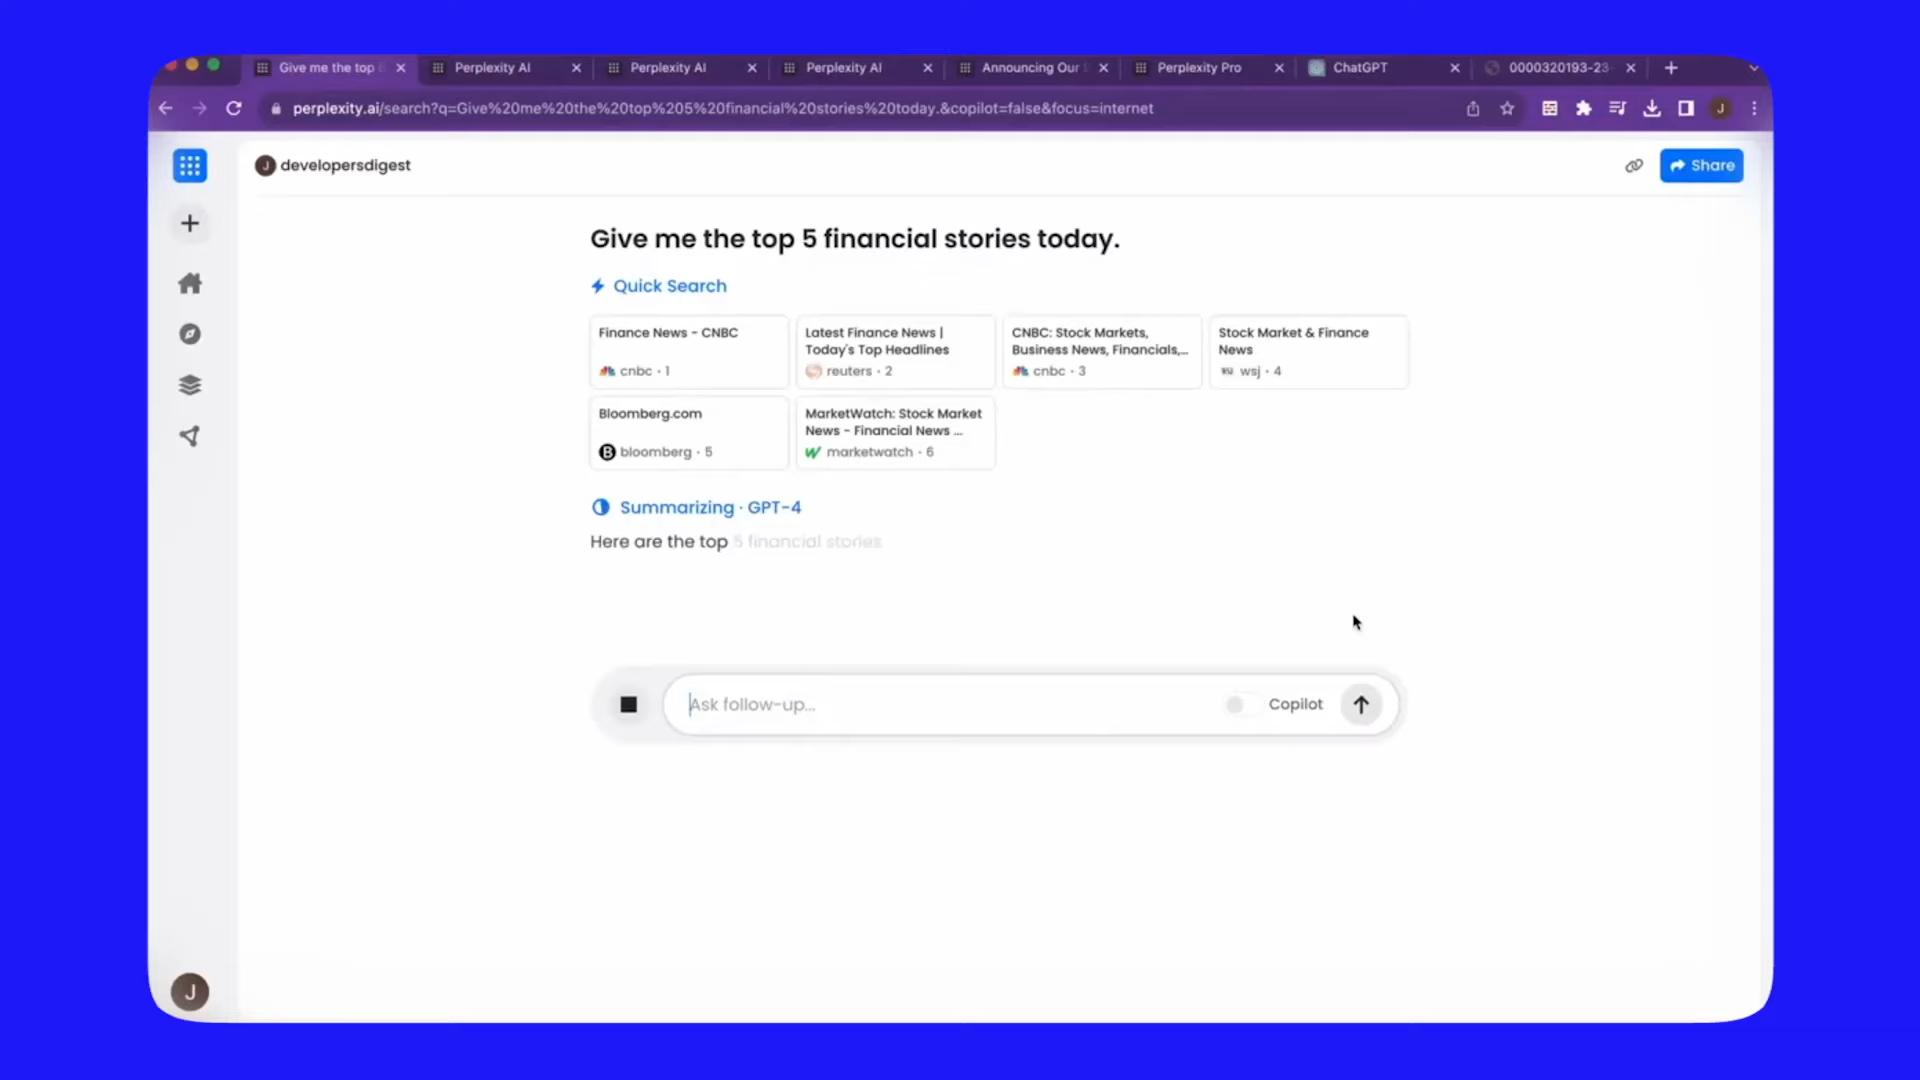 Give me the top
Perplexity AI
Perplexity AI
Perplexity AI
Announcing Our
Perplexity Pro
ChatGPT
0000320193-23-
perplexity.ai/search?q=Give%20me%20the%20top%205%20financial%20stories%20today.&copilot=false&focus=internet
J
J developersdigest
Share
Give me the top 5 financial stories today.
Quick Search
Finance News - CNBC
cnbc · 1
Latest Finance News |
Today's Top Headlines
reuters · 2
CNBC: Stock Markets,
Business News, Financials,...
cnbc · 3
Stock Market & Finance
News
WSJ wsj · 4
Bloomberg.com
B bloomberg · 5
MarketWatch: Stock Market
News - Financial News ...
marketwatch · 6
Summarizing · GPT-4
Here are the top 5 financial stories
Ask follow-up...
Copilot
J